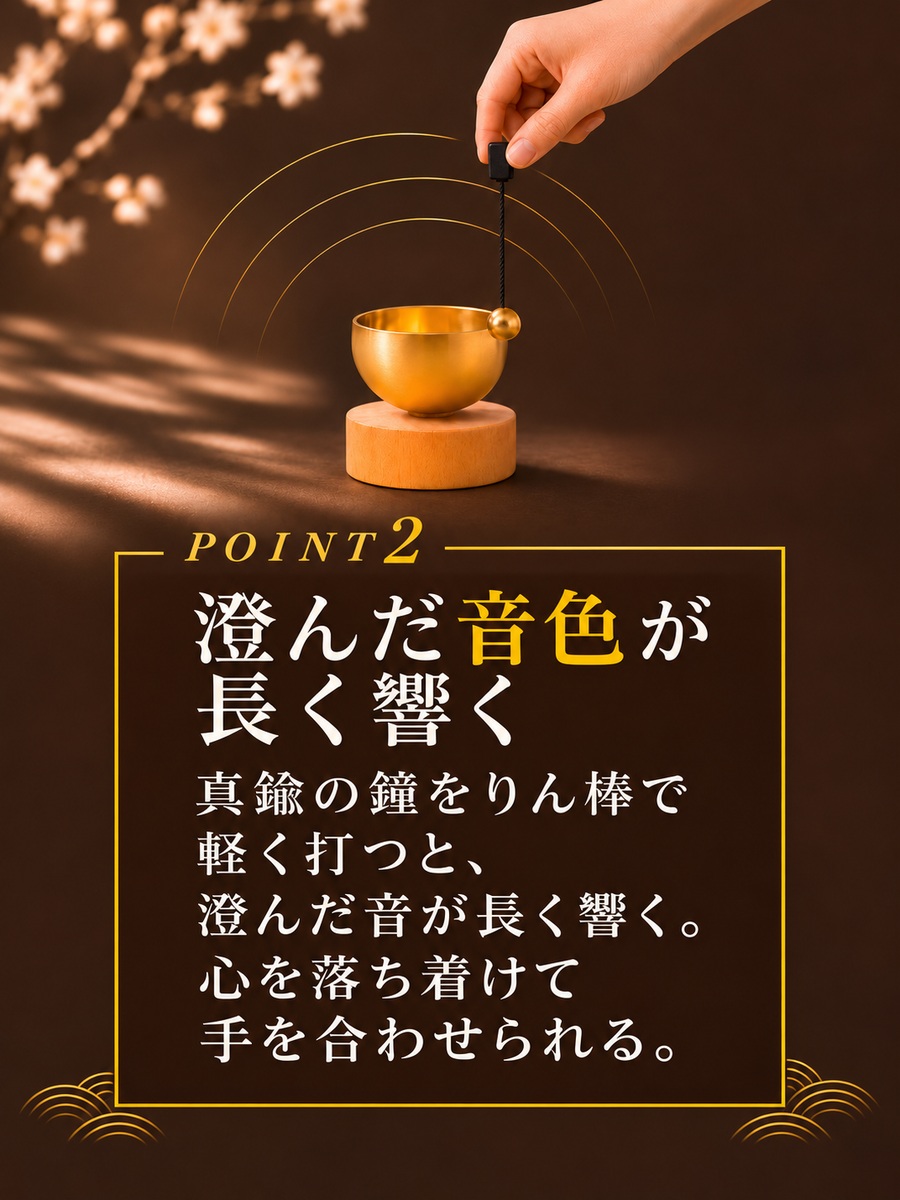 POINT2
澄んだ音色が
長く響く
真鍮の鐘をりん棒で
軽く打つと、
澄んだ音が長く響く。
心を落ち着けて
手を合わせられる。